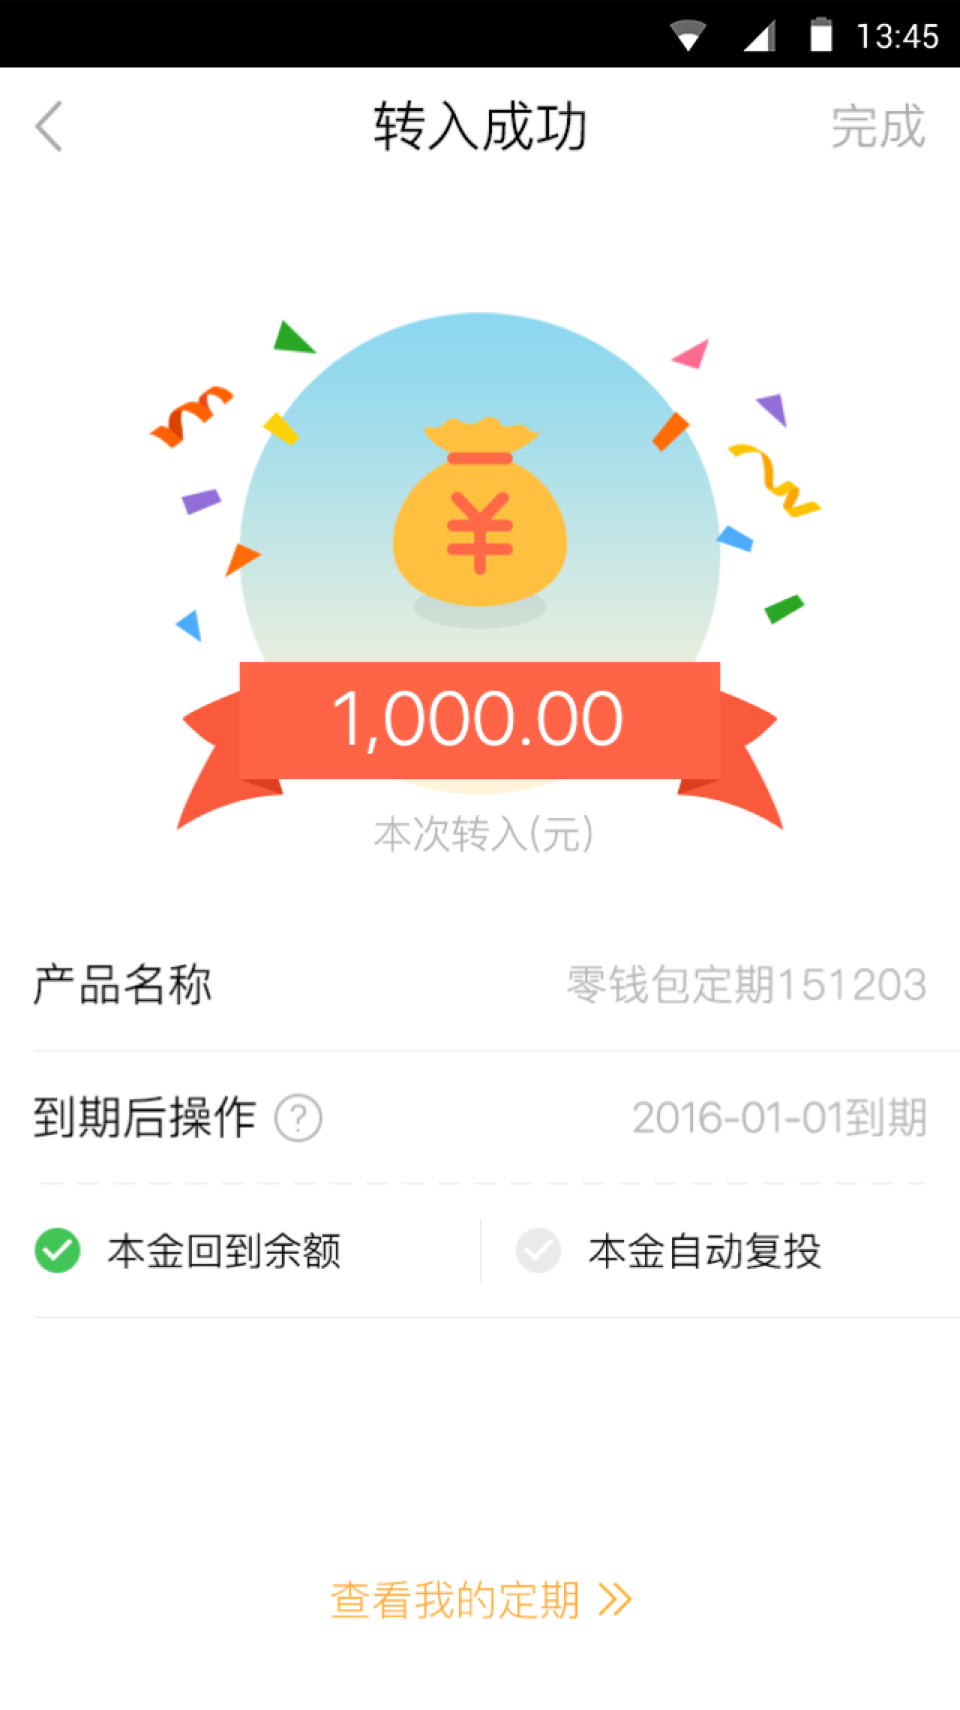 13:45
转入成功
完成
¥
1,000.00
本次转入(元)
产品名称
零钱包定期151203
到期后操作 ?
2016-01-01到期
本金回到余额
本金自动复投
查看我的定期 >>